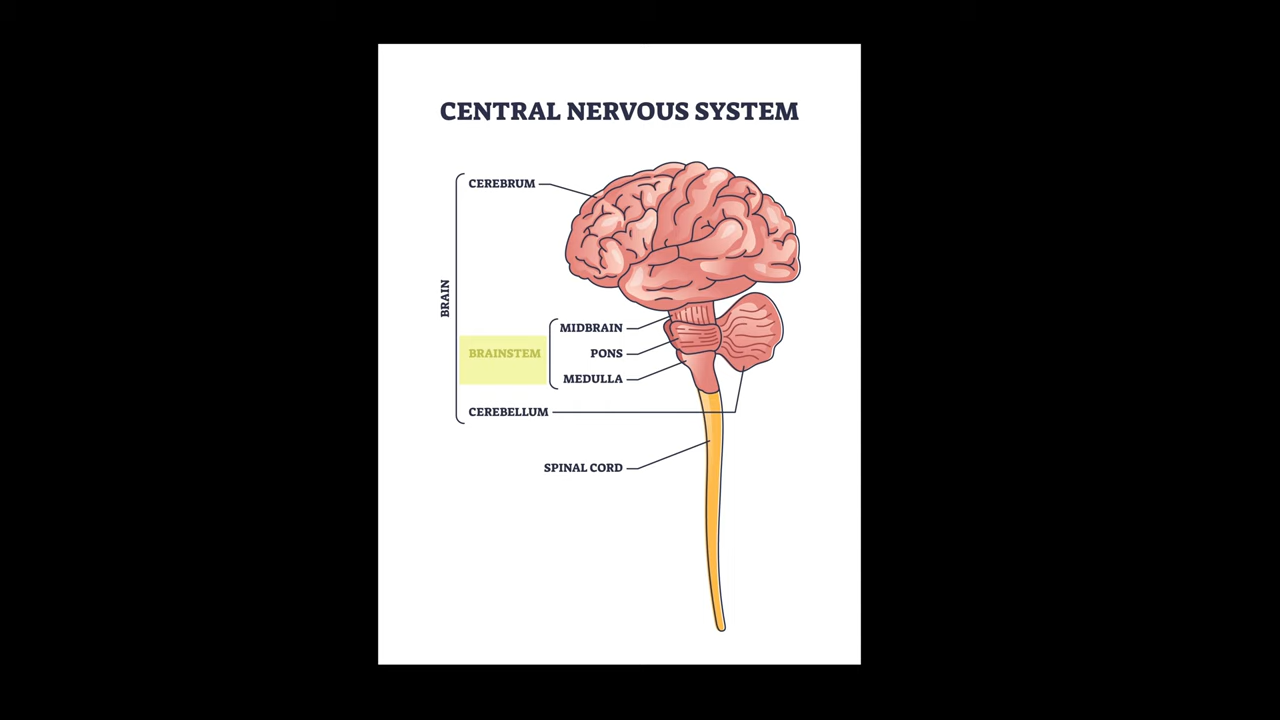 CENTRAL NERVOUS SYSTEM
CEREBRUM
BRAIN
MIDBRAIN
BRAINSTEM
PONS
MEDULLA
CEREBELLUM
SPINAL CORD